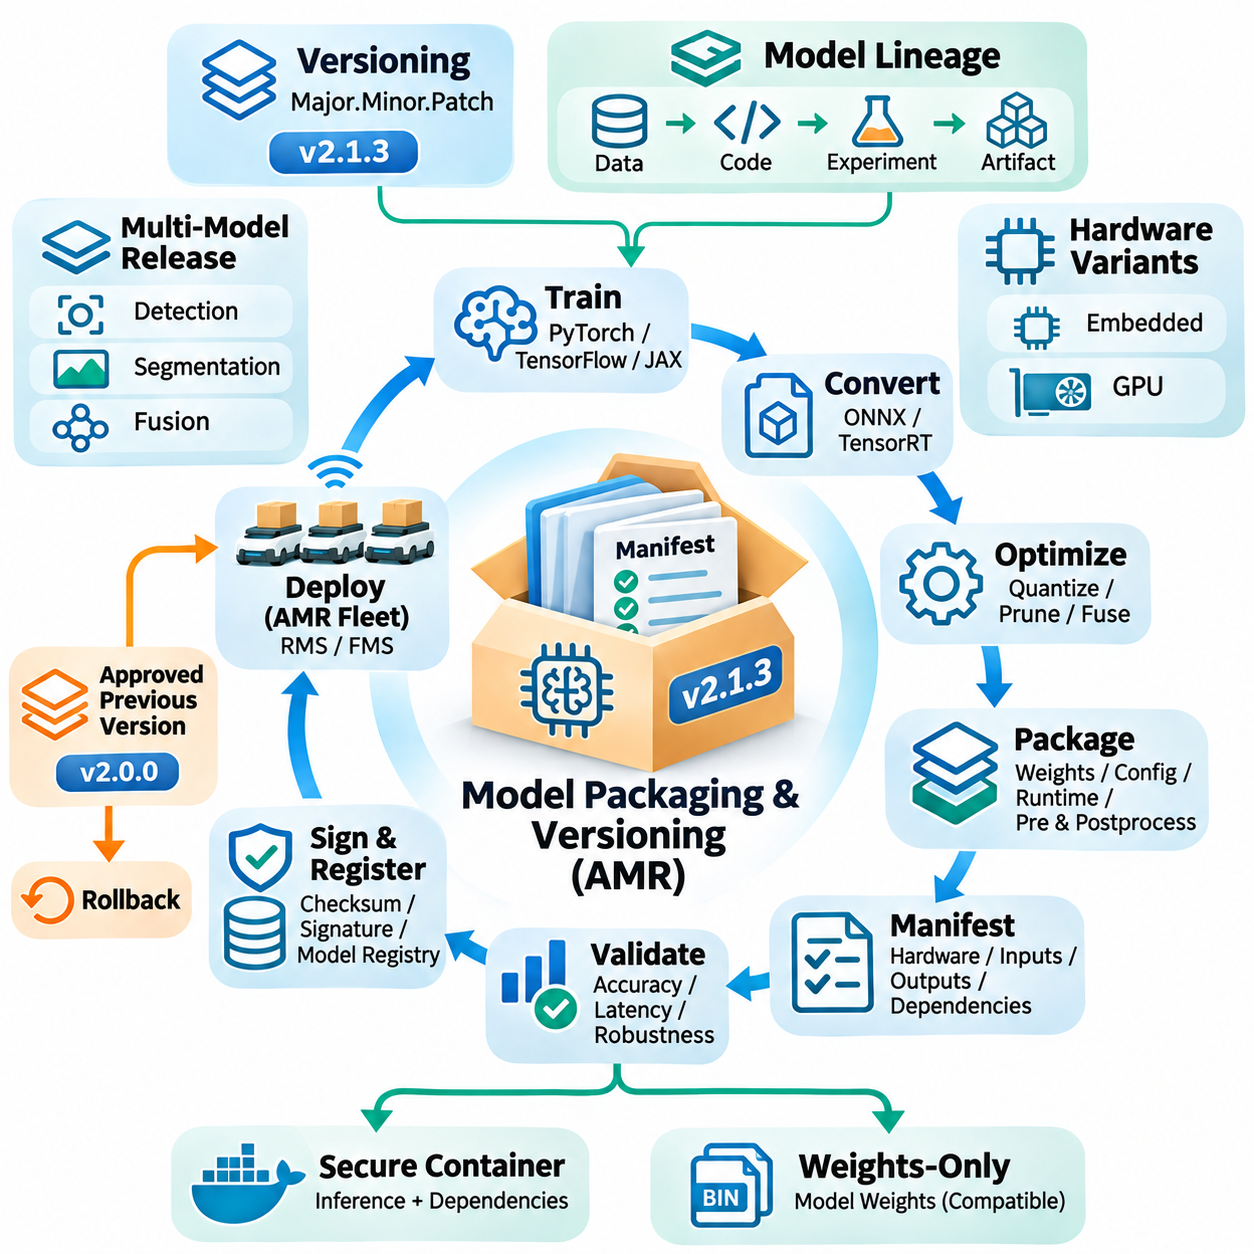 Versioning
Major.Minor.Patch
v2.1.3
Model Lineage
Data
Code
Experiment
Artifact
Multi-Model
Release
Detection
Segmentation
Fusion
Hardware
Variants
Embedded
GPU
Train
PyTorch /
TensorFlow / JAX
Convert
ONNX /
TensorRT
Optimize
Quantize /
Prune / Fuse
Package
Weights / Config /
Runtime /
Pre & Postprocess
Manifest
Hardware / Inputs /
Outputs /
Dependencies
Validate
Accuracy /
Latency /
Robustness
Sign &
Register
Checksum /
Signature /
Model Registry
Deploy
(AMR Fleet)
RMS / FMS
Approved
Previous
Version
v2.0.0
Rollback
Manifest
v2.1.3
Model Packaging &
Versioning
(AMR)
Secure Container
Inference + Dependencies
BIN
Weights-Only
Model Weights (Compatible)